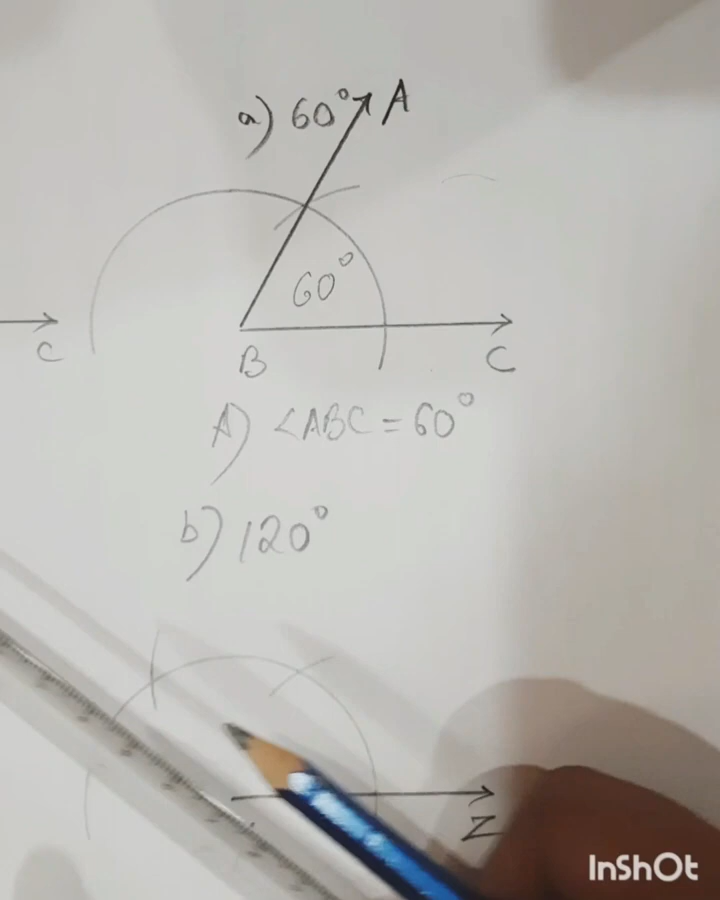 a) 60° A
60°
C
B C
A) ∠ABC = 60°
b) 120°
Z
InShOt